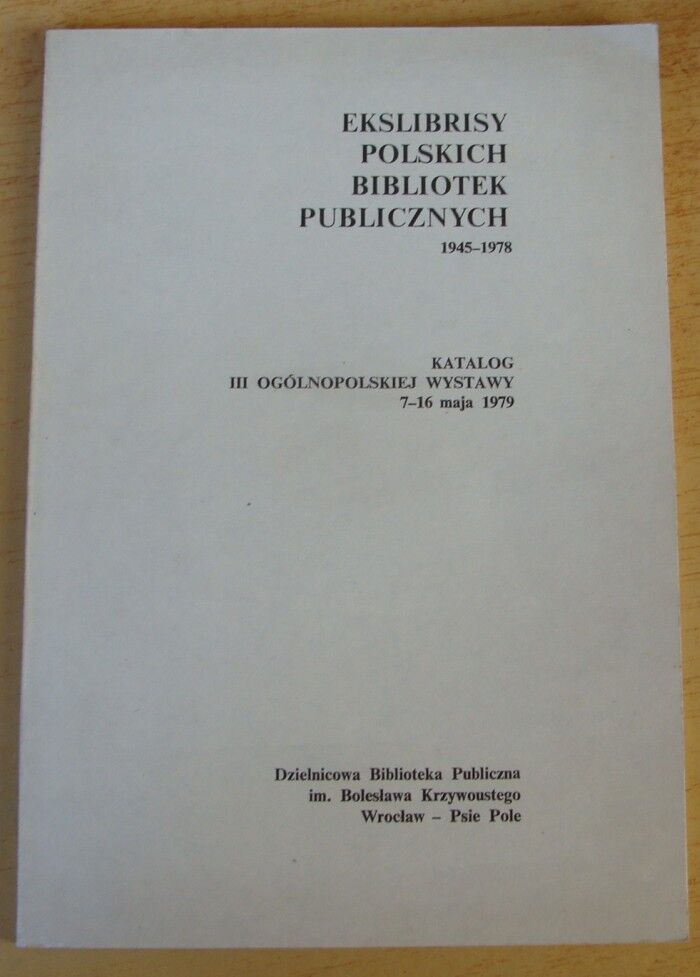 EKSLIBRISY
POLSKICH
BIBLIOTEK
PUBLICZNYCH
1945–1978
KATALOG
III OGÓLNOPOLSKIEJ WYSTAWY
7–16 maja 1979
Dzielnicowa Biblioteka Publiczna
im. Bolesława Krzywoustego
Wrocław – Psie Pole